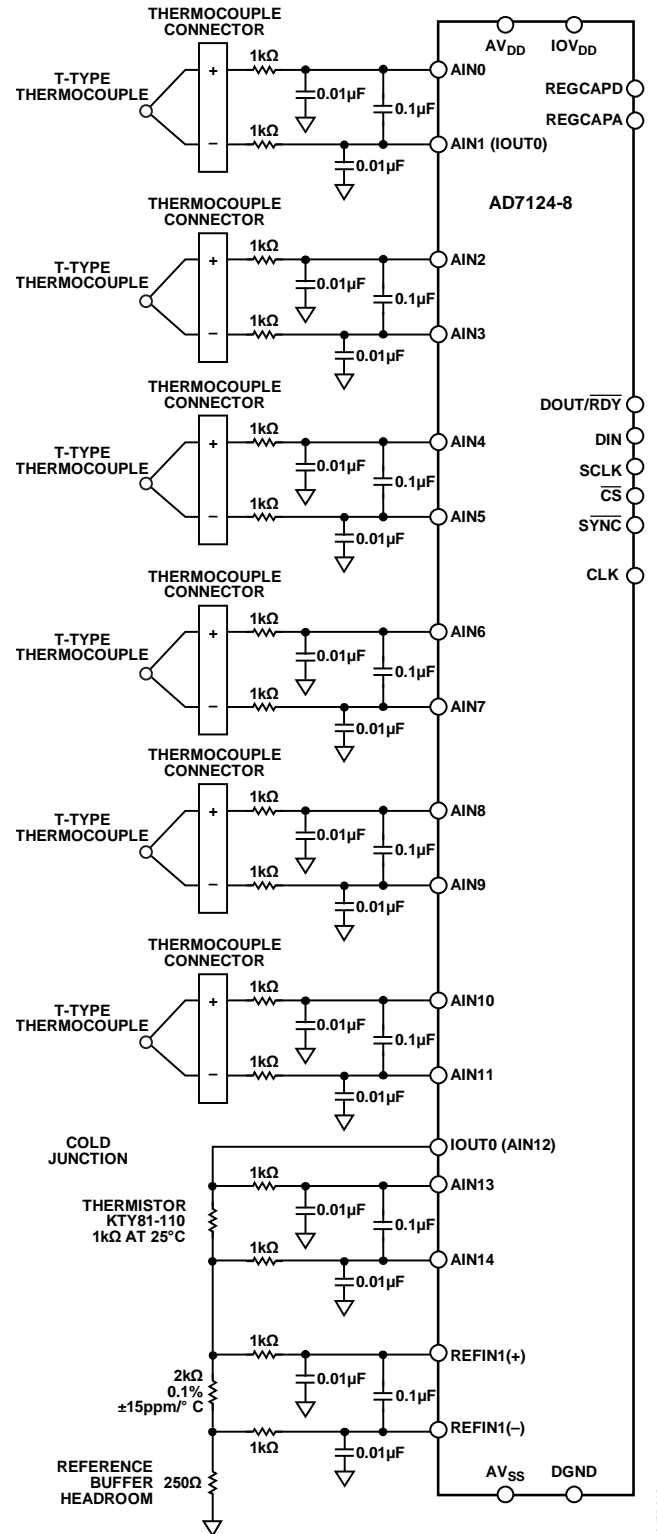 THERMOCOUPLE
CONNECTOR
AV_DD
IOV_DD
1kΩ
+
AIN0
T-TYPE
THERMOCOUPLE
0.01µF
0.1µF
REGCAPD
REGCAPA
1kΩ
−
AIN1 (IOUT0)
0.01µF
AD7124-8
THERMOCOUPLE
CONNECTOR
1kΩ
+
AIN2
T-TYPE
THERMOCOUPLE
0.01µF
0.1µF
1kΩ
−
AIN3
0.01µF
THERMOCOUPLE
CONNECTOR
DOUT/RDY
DIN
SCLK
CS
SYNC
CLK
1kΩ
+
AIN4
T-TYPE
THERMOCOUPLE
0.01µF
0.1µF
1kΩ
−
AIN5
0.01µF
THERMOCOUPLE
CONNECTOR
1kΩ
+
AIN6
T-TYPE
THERMOCOUPLE
0.01µF
0.1µF
1kΩ
−
AIN7
0.01µF
THERMOCOUPLE
CONNECTOR
1kΩ
+
AIN8
T-TYPE
THERMOCOUPLE
0.01µF
0.1µF
1kΩ
−
AIN9
0.01µF
THERMOCOUPLE
CONNECTOR
1kΩ
+
AIN10
T-TYPE
THERMOCOUPLE
0.01µF
0.1µF
1kΩ
−
AIN11
0.01µF
COLD
JUNCTION
IOUT0 (AIN12)
1kΩ
AIN13
THERMISTOR
KTY81-110
1kΩ AT 25°C
0.01µF
0.1µF
1kΩ
AIN14
0.01µF
1kΩ
REFIN1(+)
2kΩ
0.1%
±15ppm/° C
0.01µF
0.1µF
REFIN1(−)
1kΩ
0.01µF
REFERENCE
BUFFER
HEADROOM
250Ω
AV_SS
DGND